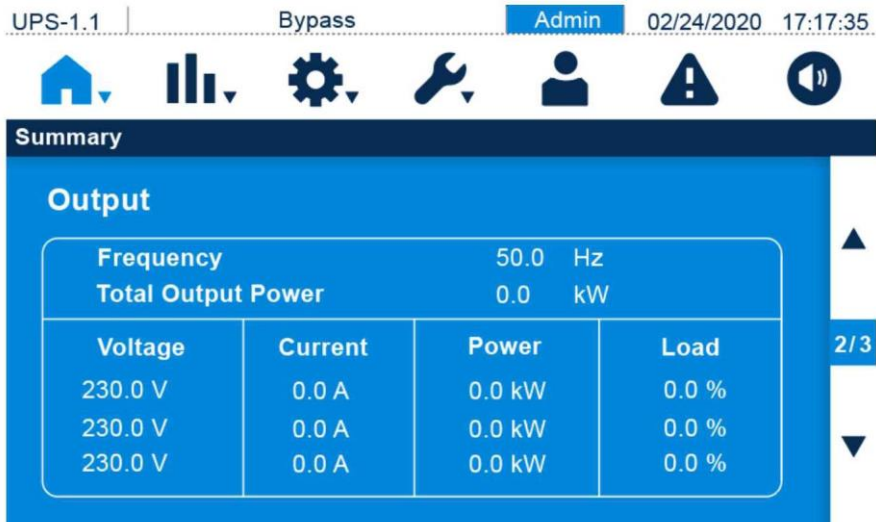 UPS-1.1 Bypass Admin 02/24/2020 17:17:35
Summary
Output
Frequency 50.0 Hz
Total Output Power 0.0 kW
Voltage Current Power Load
230.0 V 0.0 A 0.0 kW 0.0 %
230.0 V 0.0 A 0.0 kW 0.0 %
230.0 V 0.0 A 0.0 kW 0.0 %
2/3